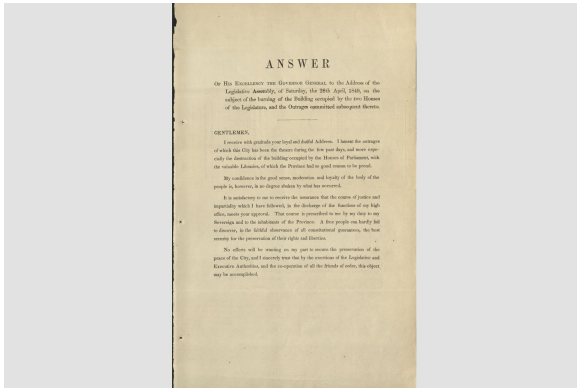 ANSWER
OF HIS EXCELLENCY THE GOVERNOR GENERAL to the Address of the
Legislative Assembly, of Saturday, the 28th April, 1849, on the
subject of the burning of the Building occupied by the two Houses
of the Legislature, and the Outrages committed subsequent thereto.
GENTLEMEN,
I receive with gratitude your loyal and dutiful Address. I lament the outrages
of which this City has been the theatre during the few past days, and more espe-
cially the destruction of the building occupied by the Houses of Parliament, with
the valuable Libraries, of which the Province had so good reason to be proud.
My confidence in the good sense, moderation and loyalty of the body of the
people is, however, in no degree shaken by what has occurred.
It is satisfactory to me to receive the assurance that the course of justice and
impartiality which I have followed, in the discharge of the functions of my high
office, meets your approval. That course is prescribed to me by my duty to my
Sovereign and to the inhabitants of the Province. A free people can hardly fail
to discover, in the faithful observance of all constitutional guarantees, the best
security for the preservation of their rights and liberties.
No efforts will be wanting on my part to secure the preservation of the
peace of the City, and I sincerely trust that by the exertions of the Legislative and
Executive Authorities, and the co-operation of all the friends of order, this object
may be accomplished.